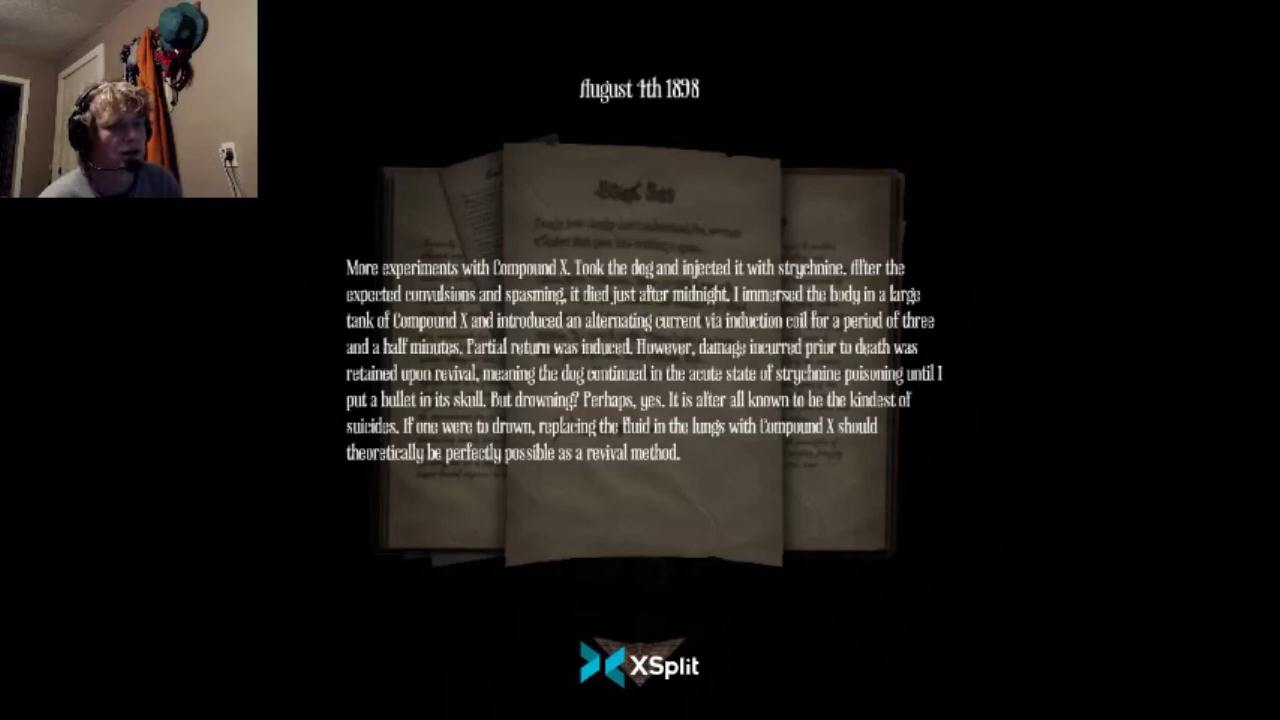 August 4th 1898
More experiments with Compound X. Took the dog and injected it with strychnine. After the
expected convulsions and spasming, it died just after midnight. I immersed the body in a large
tank of Compound X and introduced an alternating current via induction coil for a period of three
and a half minutes. Partial return was induced. However, damage incurred prior to death was
retained upon revival, meaning the dog continued in the acute state of strychnine poisoning until I
put a bullet in its skull. But drowning? Perhaps, yes. It is after all known to be the kindest of
suicides. If one were to drown, replacing the fluid in the lungs with Compound X should
theoretically be perfectly possible as a revival method.
XSplit